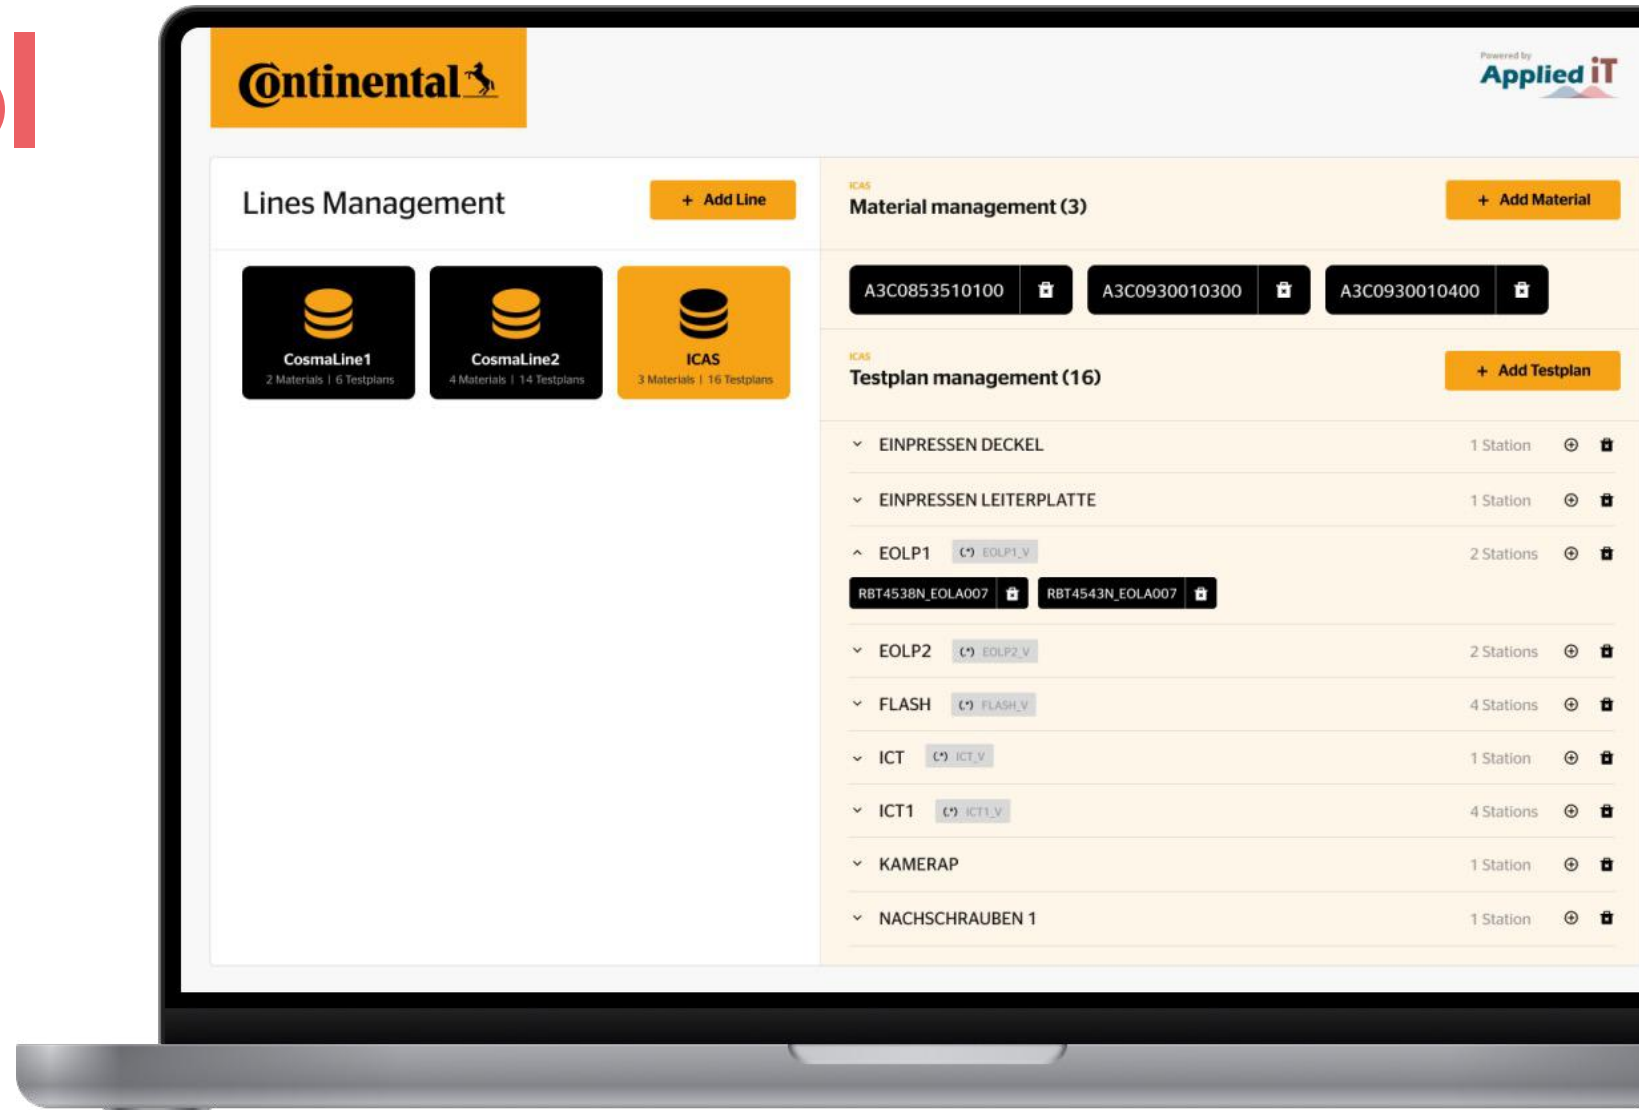 Continental
Powered by
Applied iT
Lines Management
+ Add Line
CosmaLine1
2 Materials | 6 Testplans
CosmaLine2
4 Materials | 14 Testplans
ICAS
3 Materials | 16 Testplans
ICAS
Material management (3)
+ Add Material
A3C0853510100
A3C0930010300
A3C0930010400
ICAS
Testplan management (16)
+ Add Testplan
EINPRESSEN DECKEL
1 Station
EINPRESSEN LEITERPLATTE
1 Station
EOLP1 (.*) EOLP1_V
2 Stations
RBT4538N_EOLA007
RBT4543N_EOLA007
EOLP2 (.*) EOLP2_V
2 Stations
FLASH (.*) FLASH_V
4 Stations
ICT (.*) ICT_V
1 Station
ICT1 (.*) ICT1_V
4 Stations
KAMERAP
1 Station
NACHSCHRAUBEN 1
1 Station